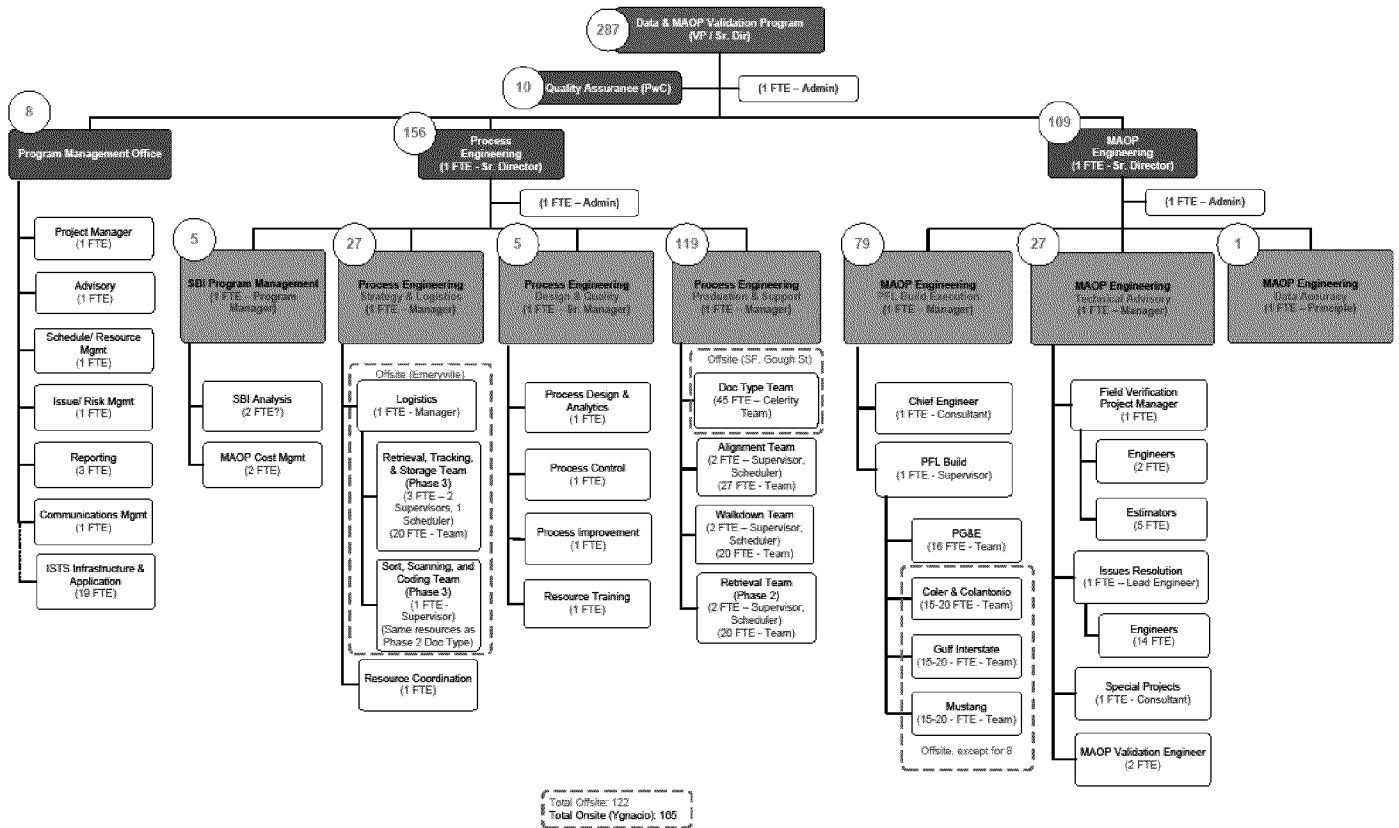 287
Data & MAOP Validation Program
(VP / Sr. Dir)
10
Quality Assurance (PwC)
(1 FTE – Admin)
8
Program Management Office
156
Process
Engineering
(1 FTE - Sr. Director)
109
MAOP
Engineering
(1 FTE - Sr. Director)
(1 FTE – Admin)
(1 FTE – Admin)
Project Manager
(1 FTE)
Advisory
(1 FTE)
Schedule/ Resource
Mgmt
(1 FTE)
Issue/ Risk Mgmt
(1 FTE)
Reporting
(3 FTE)
Communications Mgmt
(1 FTE)
ISTS Infrastructure &
Application
(19 FTE)
5
SBI Program Management
(1 FTE – Program
Manager)
SBI Analysis
(2 FTE?)
MAOP Cost Mgmt
(2 FTE)
27
Process Engineering
Strategy & Logistics
(1 FTE – Manager)
Offsite (Emeryville)
Logistics
(1 FTE - Manager)
Retrieval, Tracking,
& Storage Team
(Phase 3)
(3 FTE – 2
Supervisors, 1
Scheduler)
(20 FTE - Team)
Sort, Scanning, and
Coding Team
(Phase 3)
(1 FTE -
Supervisor)
(Same resources as
Phase 2 Doc Type)
Resource Coordination
(1 FTE)
5
Process Engineering
Design & Quality
(1 FTE – Sr. Manager)
Process Design &
Analytics
(1 FTE)
Process Control
(1 FTE)
Process Improvement
(1 FTE)
Resource Training
(1 FTE)
119
Process Engineering
Production & Support
(1 FTE – Manager)
Offsite (SF, Gough St)
Doc Type Team
(45 FTE – Celerity
Team)
Alignment Team
(2 FTE – Supervisor,
Scheduler)
(27 FTE - Team)
Walkdown Team
(2 FTE – Supervisor,
Scheduler)
(20 FTE - Team)
Retrieval Team
(Phase 2)
(2 FTE – Supervisor,
Scheduler)
(20 FTE - Team)
79
MAOP Engineering
PFL Build Execution
(1 FTE – Manager)
Chief Engineer
(1 FTE - Consultant)
PFL Build
(1 FTE - Supervisor)
PG&E
(16 FTE - Team)
Coler & Colantonio
(15-20 FTE - Team)
Gulf Interstate
(15-20 - FTE - Team)
Mustang
(15-20 - FTE - Team)
Offsite, except for 8
27
MAOP Engineering
Technical Advisory
(1 FTE – Manager)
Field Verification
Project Manager
(1 FTE)
Engineers
(2 FTE)
Estimators
(5 FTE)
Issues Resolution
(1 FTE – Lead Engineer)
Engineers
(14 FTE)
Special Projects
(1 FTE - Consultant)
MAOP Validation Engineer
(2 FTE)
1
MAOP Engineering
Data Accuracy
(1 FTE – Principle)
Total Offsite: 122
Total Onsite (Ygnacio): 165